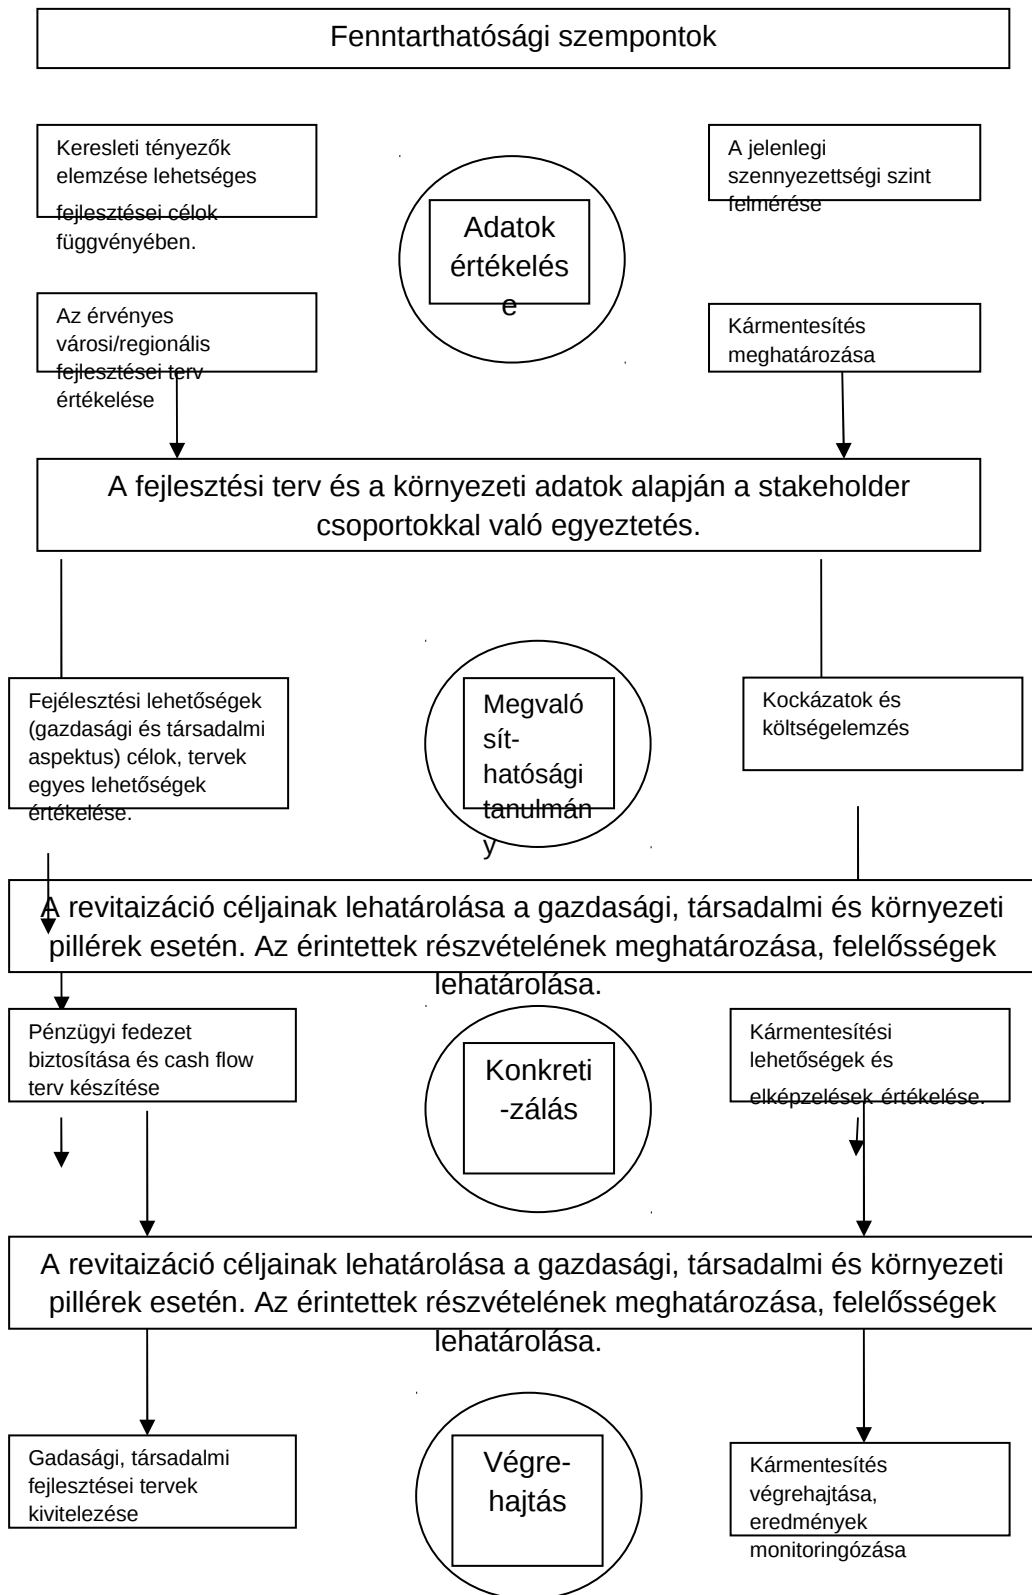 Fenntarthatósági szempontok
Keresleti tényezők
elemzése lehetséges
fejlesztései célok
függvényében.
Adatok
értékelés
e
A jelenlegi
szennyezettségi szint
felmérése
Az érvényes
városi/regionális
fejlesztései terv
értékelése
Kármentesítés
meghatározása
A fejlesztési terv és a környezeti adatok alapján a stakeholder
csoportokkal való egyeztetés.
Fejélesztési lehetőségek
(gazdasági és társadalmi
aspektus) célok, tervek
egyes lehetőségek
értékelése.
Megvaló
sít-
hatósági
tanulmán
y
Kockázatok és
költségelemzés
A revitaizáció céljainak lehatárolása a gazdasági, társadalmi és környezeti
pillérek esetén. Az érintettek részvételének meghatározása, felelősségek
lehatárolása.
Pénzügyi fedezet
biztosítása és cash flow
terv készítése
Konkreti
-zálás
Kármentesítési
lehetőségek és
elképzelések értékelése.
A revitaizáció céljainak lehatárolása a gazdasági, társadalmi és környezeti
pillérek esetén. Az érintettek részvételének meghatározása, felelősségek
lehatárolása.
Gadasági, társadalmi
fejlesztései tervek
kivitelezése
Végre-
hajtás
Kármentesítés
végrehajtása,
eredmények
monitoringózása